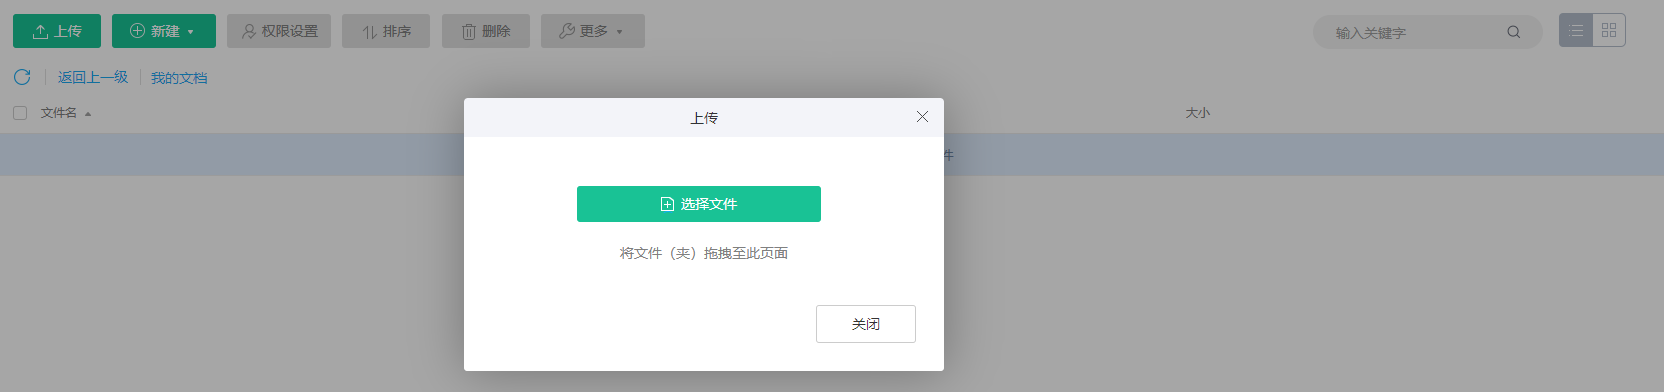 上传 新建 权限设置 排序 删除 更多 输入关键字
返回上一级 我的文档
文件名 大小
件
上传
选择文件
将文件（夹）拖拽至此页面
关闭